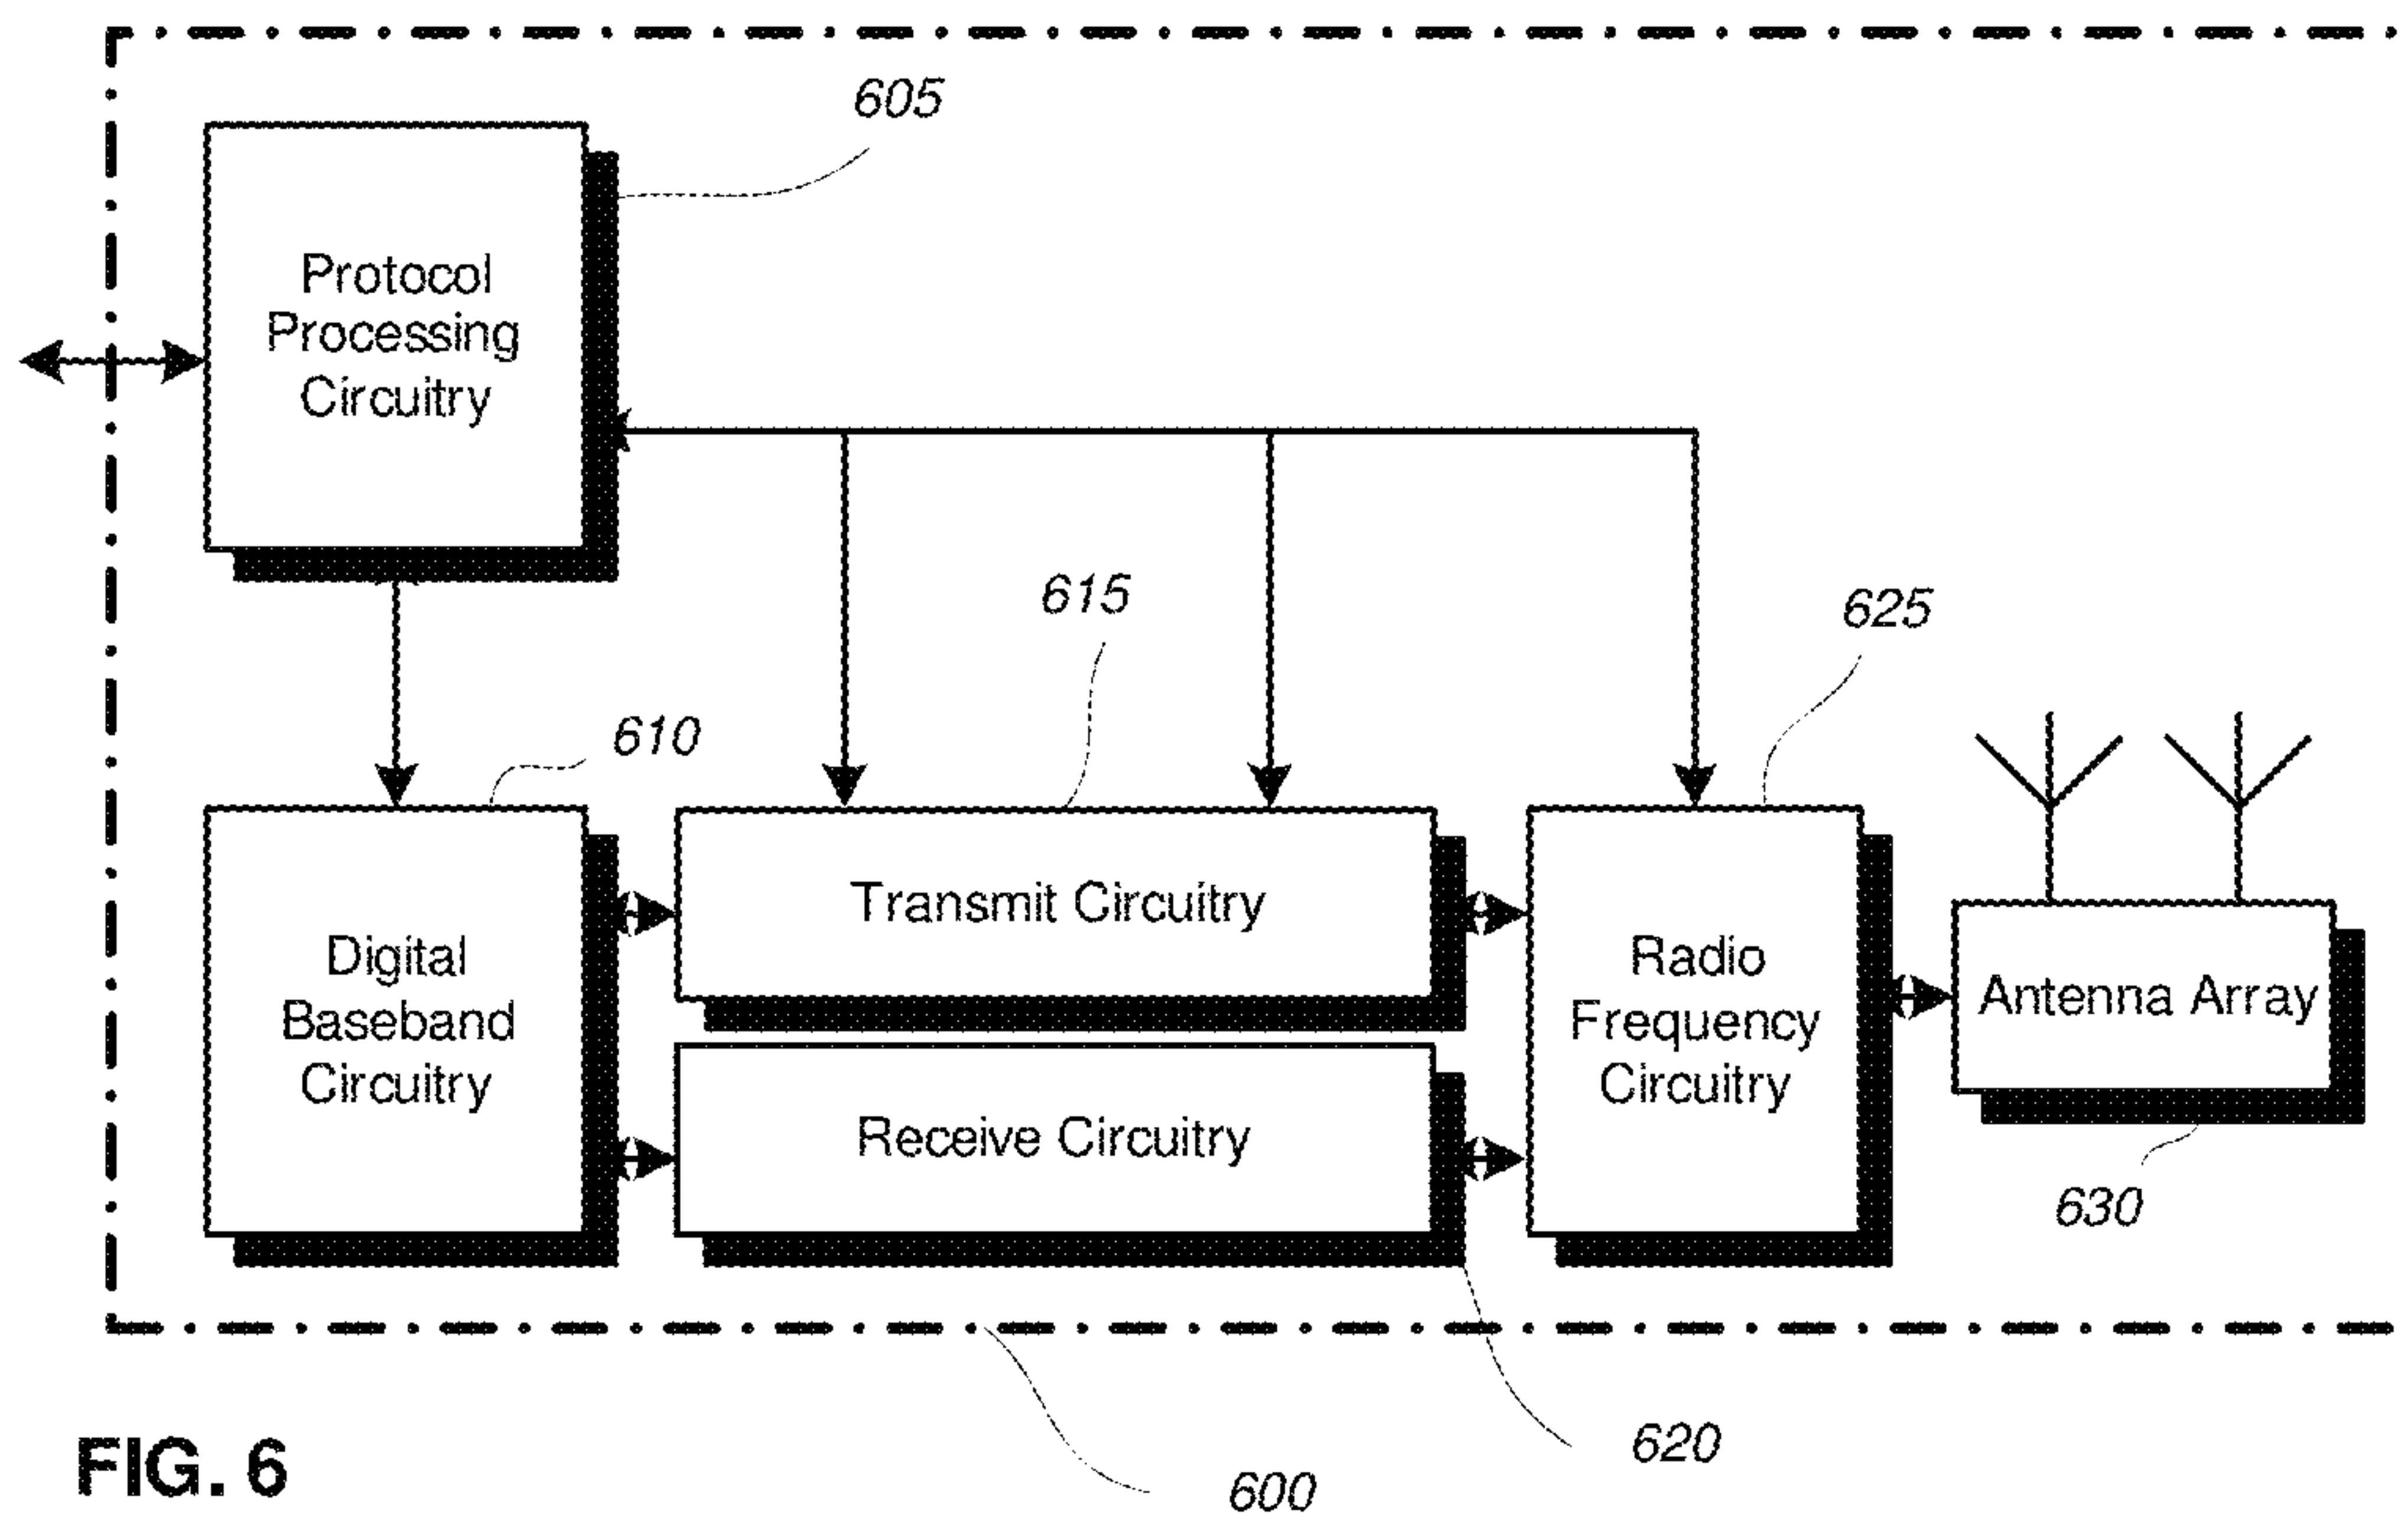 605
Protocol
Processing
Circuitry
615
625
610
Transmit Circuitry
Digital
Baseband
Circuitry
Radio
Frequency
Circuitry
Antenna Array
Receive Circuitry
630
620
FIG. 6
600